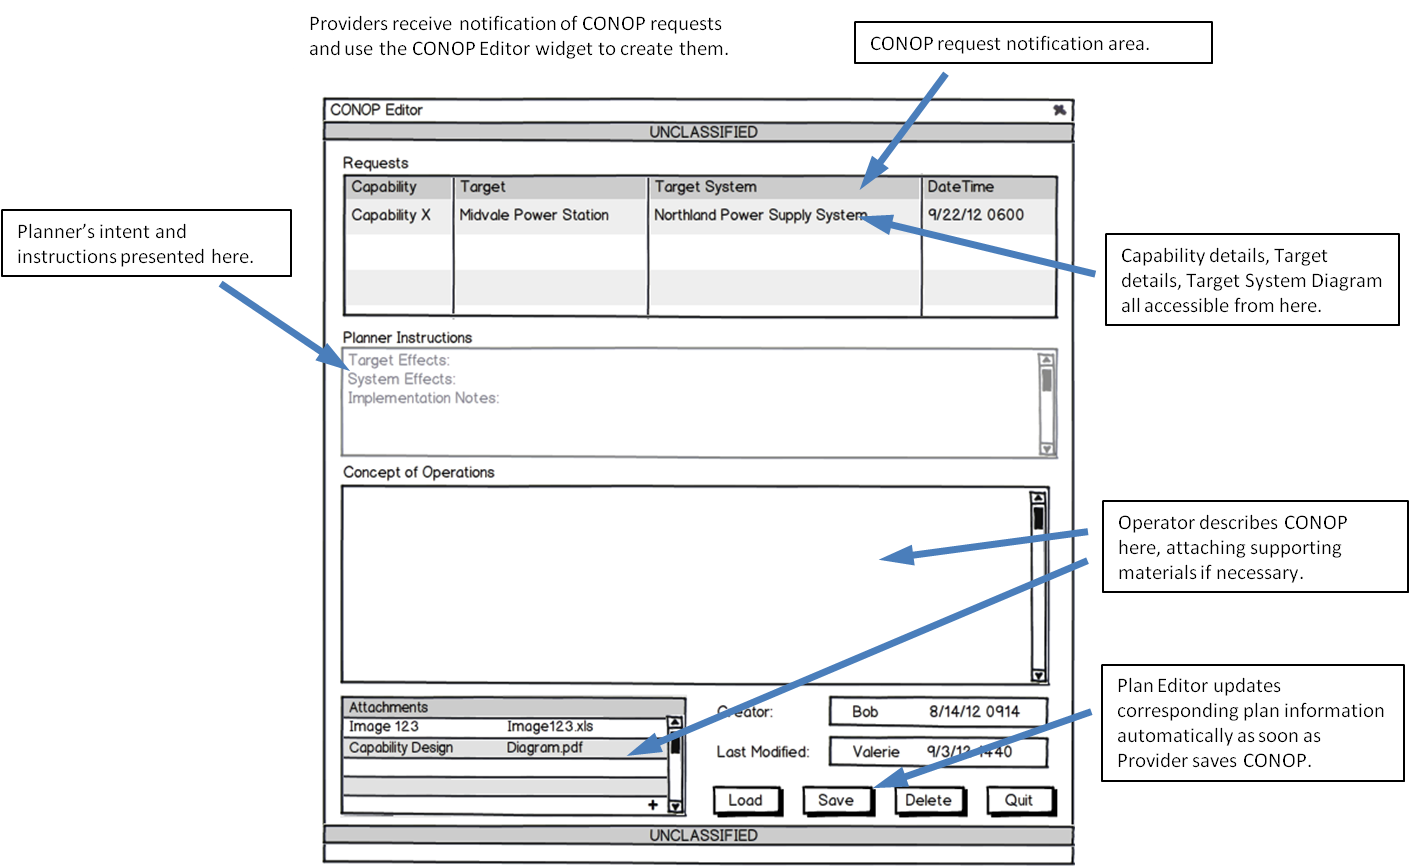 Providers receive notification of CONOP requests
and use the CONOP Editor widget to create them.
CONOP request notification area.
CONOP Editor
UNCLASSIFIED
Requests
Capability Target Target System DateTime
Capability X Midvale Power Station Northland Power Supply System 9/22/12 0600
Planner's intent and
instructions presented here.
Capability details, Target
details, Target System Diagram
all accessible from here.
Planner Instructions
Target Effects:
System Effects:
Implementation Notes:
Concept of Operations
Operator describes CONOP
here, attaching supporting
materials if necessary.
Attachments
Image 123 Image123.xls
Capability Design Diagram.pdf
+
Creator: Bob 8/14/12 0914
Last Modified: Valerie 9/3/12
Plan Editor updates
corresponding plan information
automatically as soon as
Provider saves CONOP.
Load Save Delete Quit
UNCLASSIFIED